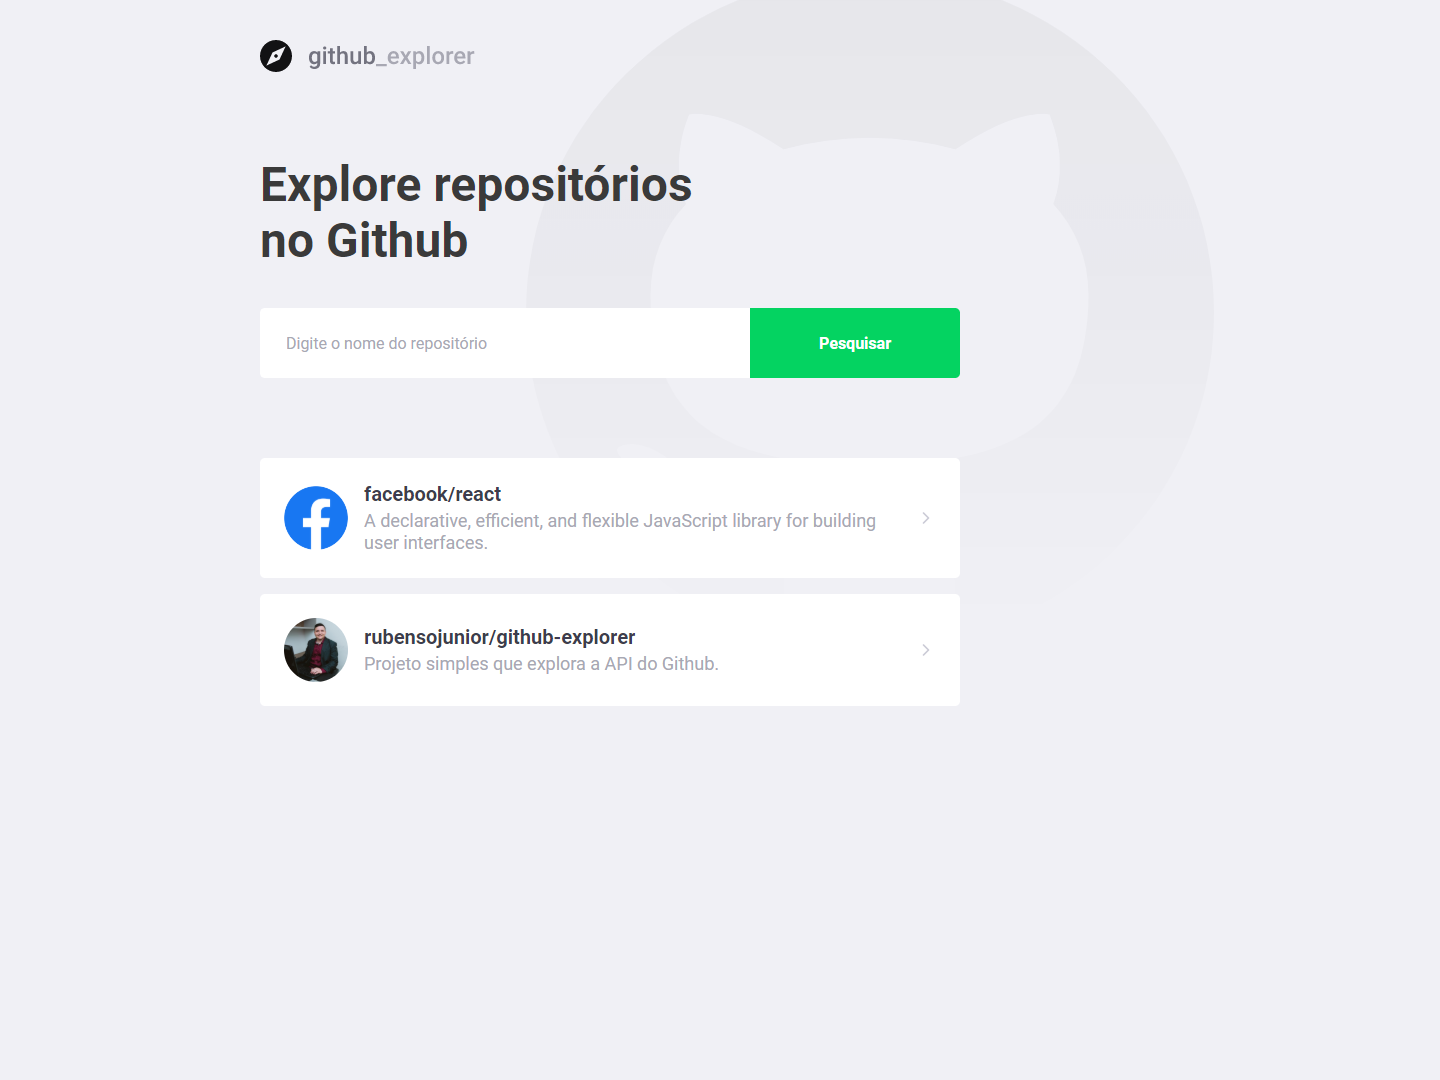 github_explorer
Explore repositórios
no Github
Digite o nome do repositório
Pesquisar
facebook/react
A declarative, efficient, and flexible JavaScript library for building
user interfaces.
rubensojunior/github-explorer
Projeto simples que explora a API do Github.